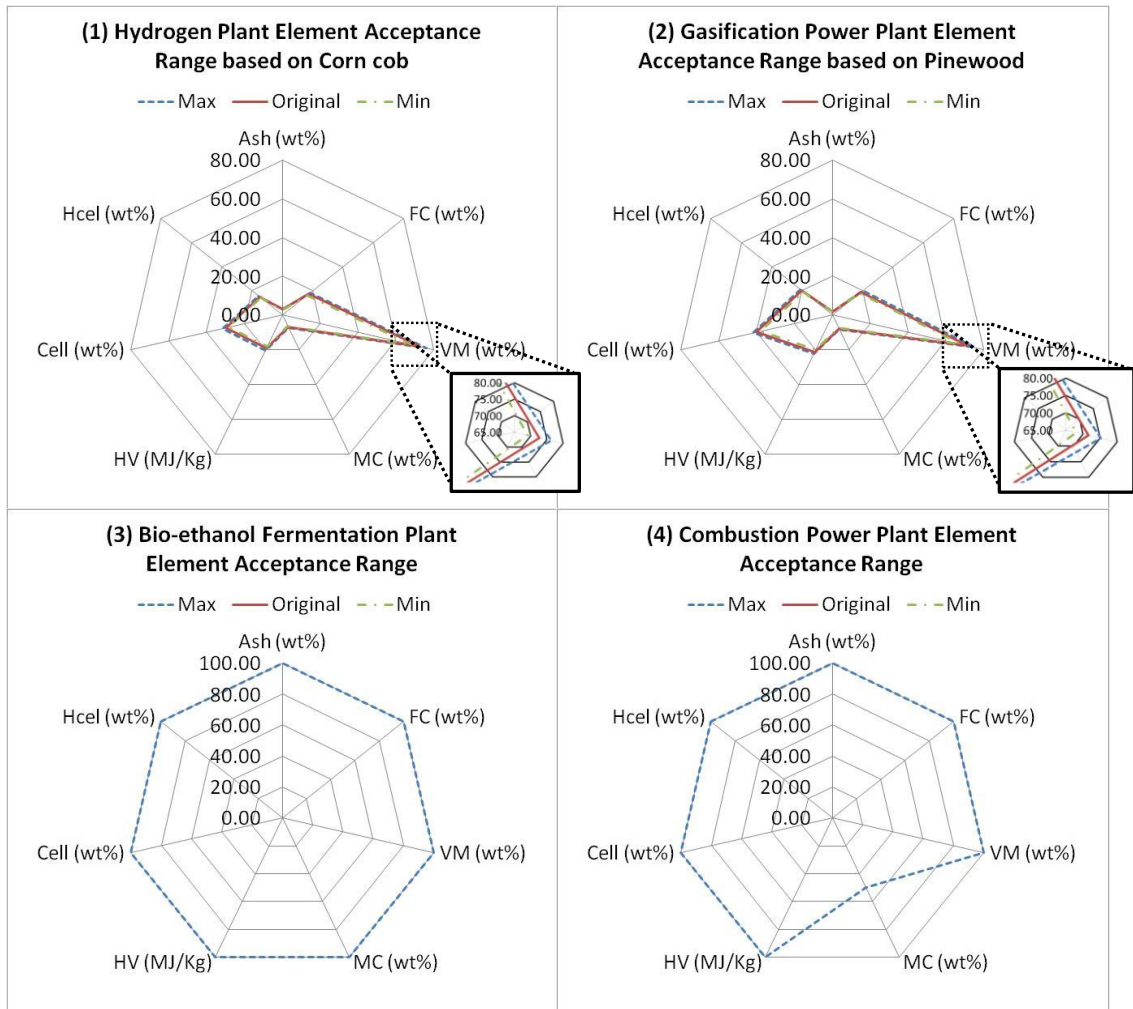 (1) Hydrogen Plant Element Acceptance
Range based on Corn cob
Max Original Min
Ash (wt%)
80.00
60.00
40.00
20.00
0.00
FC (wt%)
VM (wt%)
MC (wt%)
HV (MJ/Kg)
Cell (wt%)
Hcel (wt%)
80.00
75.00
70.00
65.00
(2) Gasification Power Plant Element
Acceptance Range based on Pinewood
Max Original Min
Ash (wt%)
80.00
60.00
40.00
20.00
0.00
FC (wt%)
VM (wt%)
MC (wt%)
HV (MJ/Kg)
Cell (wt%)
Hcel (wt%)
80.00
75.00
70.00
65.00
(3) Bio-ethanol Fermentation Plant
Element Acceptance Range
Max Original Min
Ash (wt%)
100.00
80.00
60.00
40.00
20.00
0.00
FC (wt%)
VM (wt%)
MC (wt%)
HV (MJ/Kg)
Cell (wt%)
Hcel (wt%)
(4) Combustion Power Plant Element
Acceptance Range
Max Original Min
Ash (wt%)
100.00
80.00
60.00
40.00
20.00
0.00
FC (wt%)
VM (wt%)
MC (wt%)
HV (MJ/Kg)
Cell (wt%)
Hcel (wt%)